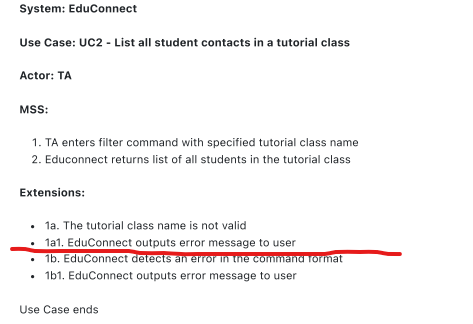 System: EduConnect
Use Case: UC2 - List all student contacts in a tutorial class
Actor: TA
MSS:
1. TA enters filter command with specified tutorial class name
2. Educonnect returns list of all students in the tutorial class
Extensions:
• 1a. The tutorial class name is not valid
• 1a1. EduConnect outputs error message to user
• 1b. EduConnect detects an error in the command format
• 1b1. EduConnect outputs error message to user
Use Case ends